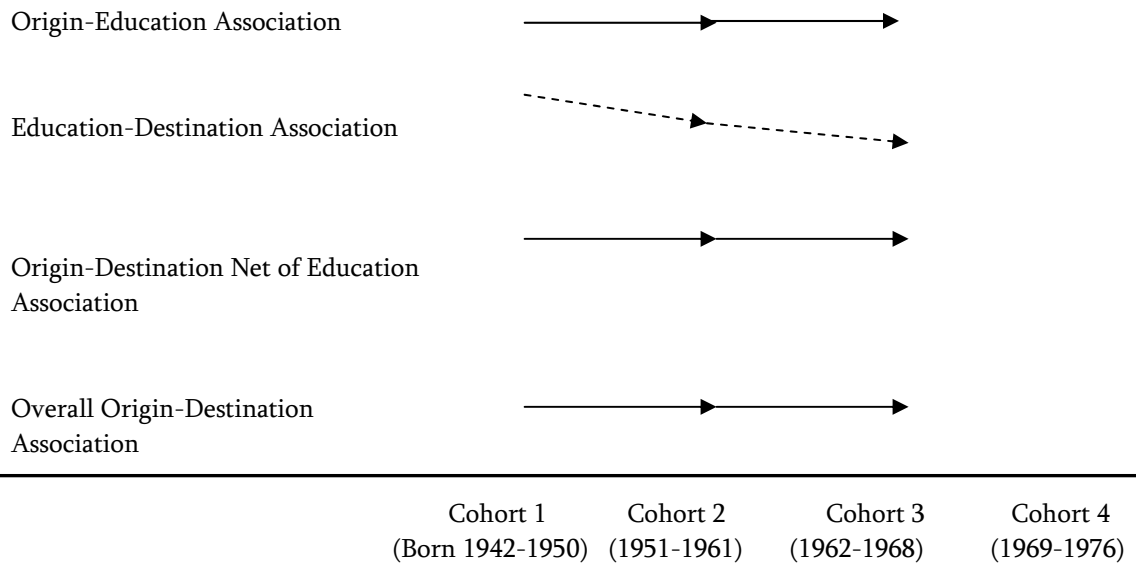 Origin-Education Association
Education-Destination Association
Origin-Destination Net of Education
Association
Overall Origin-Destination
Association
Cohort 1 Cohort 2 Cohort 3 Cohort 4
(Born 1942-1950) (1951-1961) (1962-1968) (1969-1976)